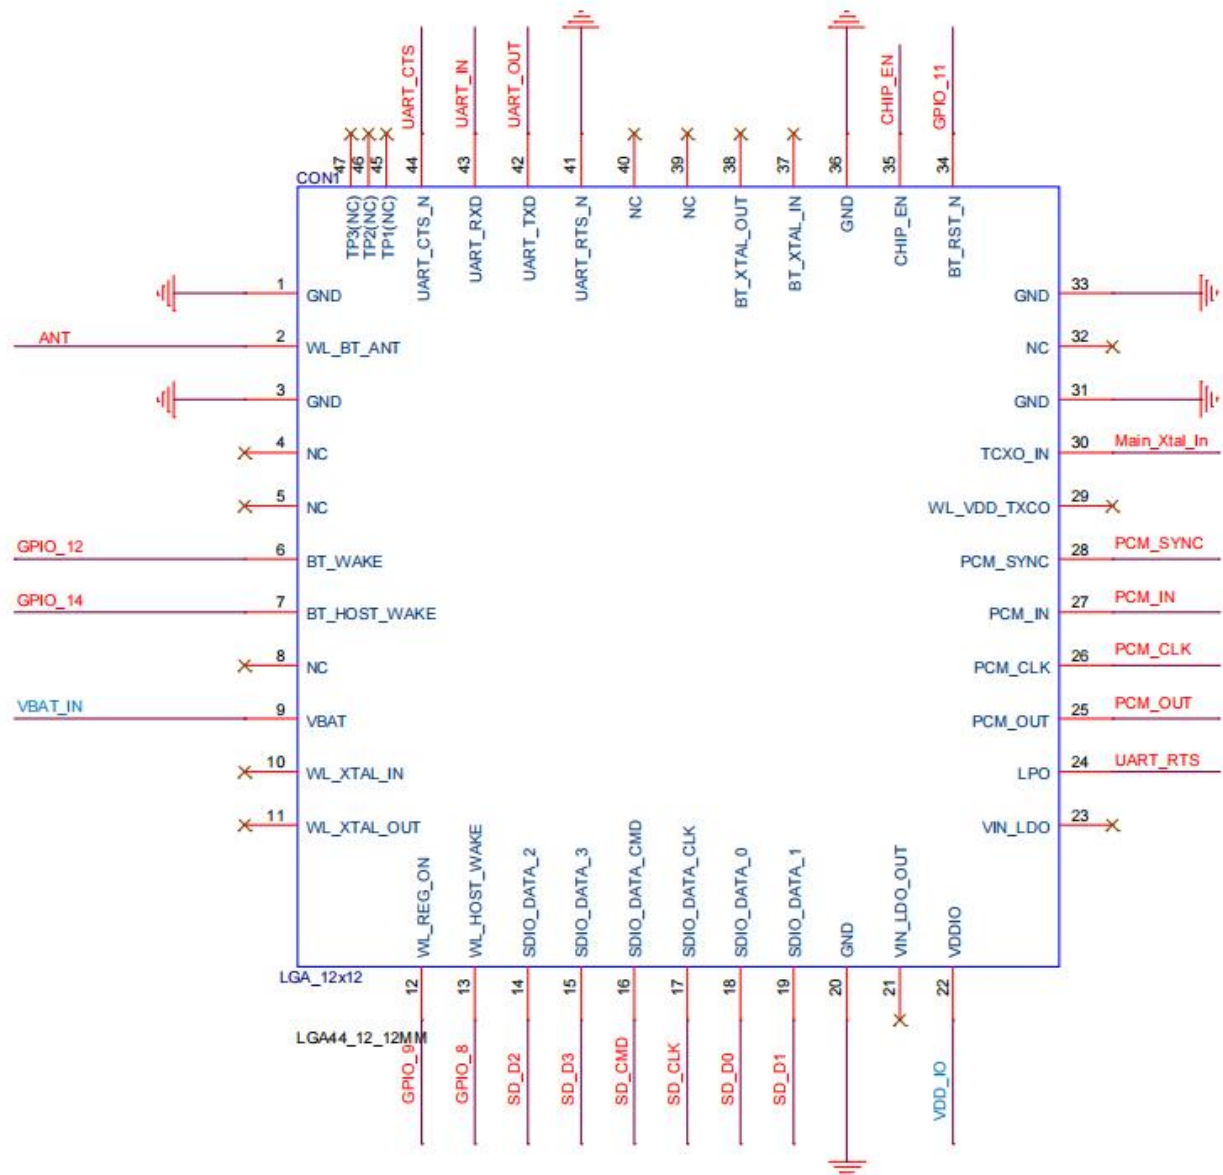 UART_CTS
UART_IN
UART_OUT
CHIP_EN
GPIO_11
47
46
45
44
43
42
41
40
39
38
37
36
35
34
CON1
TP3(NC)
TP2(NC)
TP1(NC)
UART_CTS_N
UART_RXD
UART_TXD
UART_RTS_N
NC
NC
BT_XTAL_OUT
BT_XTAL_IN
GND
CHIP_EN
BT_RST_N
1 GND
GND 33
ANT 2 WL_BT_ANT
NC 32
3 GND
GND 31
4 NC
TCXO_IN 30 Main_Xtal_In
5 NC
WL_VDD_TXCO 29
GPIO_12 6 BT_WAKE
PCM_SYNC 28 PCM_SYNC
GPIO_14 7 BT_HOST_WAKE
PCM_IN 27 PCM_IN
8 NC
PCM_CLK 26 PCM_CLK
VBAT_IN 9 VBAT
PCM_OUT 25 PCM_OUT
10 WL_XTAL_IN
LPO 24 UART_RTS
11 WL_XTAL_OUT
VIN_LDO 23
WL_REG_ON
WL_HOST_WAKE
SDIO_DATA_2
SDIO_DATA_3
SDIO_DATA_CMD
SDIO_DATA_CLK
SDIO_DATA_0
SDIO_DATA_1
GND
VIN_LDO_OUT
VDDIO
LGA_12x12
12
13
14
15
16
17
18
19
20
21
22
LGA44_12_12MM
GPIO_9
GPIO_8
SD_D2
SD_D3
SD_CMD
SD_CLK
SD_D0
SD_D1
VDD_IO